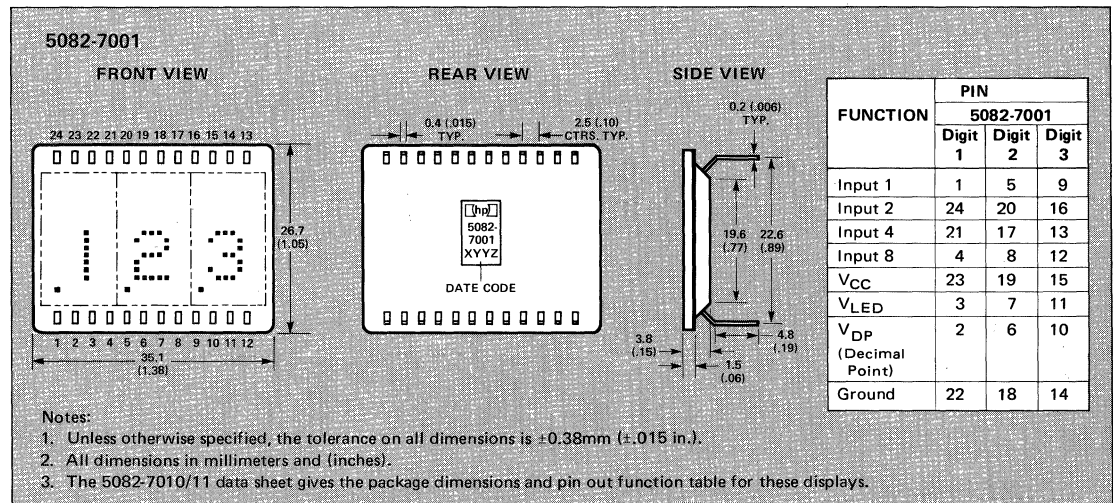 5082-7001
FRONT VIEW
24 23 22 21 20 19 18 17 16 15 14 13
1 2 3 4 5 6 7 8 9 10 11 12
26.7
(1.05)
35.1
(1.38)
REAR VIEW
0.4 (.015)
TYP.
2.5 (.10)
CTRS. TYP.
(hp)
5082-
7001
XYYZ
DATE CODE
SIDE VIEW
0.2 (.006)
TYP.
19.6
(.77)
22.6
(.89)
3.8
(.15)
4.8
(.19)
1.5
(.06)
FUNCTION PIN
5082-7001
Digit 1 Digit 2 Digit 3
Input 1 1 5 9
Input 2 24 20 16
Input 4 21 17 13
Input 8 4 8 12
VCC 23 19 15
VLED 3 7 11
VDP 2 6 10
(Decimal
Point)
Ground 22 18 14
Notes:
1. Unless otherwise specified, the tolerance on all dimensions is ±0.38mm (±.015 in.).
2. All dimensions in millimeters and (inches).
3. The 5082-7010/11 data sheet gives the package dimensions and pin out function table for these displays.